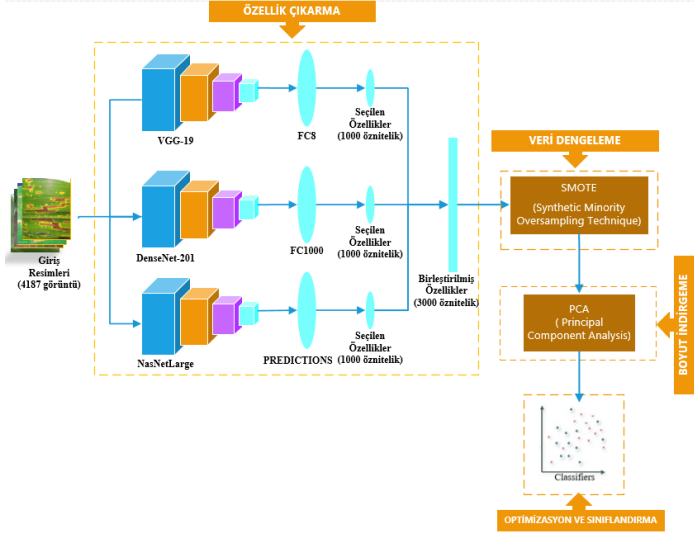 ÖZELLİK ÇIKARMA
VGG-19
FC8
Seçilen
Özellikler
(1000 öznitelik)
Giriş
Resimleri
(4187 görüntü)
DenseNet-201
FC1000
Seçilen
Özellikler
(1000 öznitelik)
Birleştirilmiş
Özellikler
(3000 öznitelik)
NasNetLarge
PREDICTIONS
Seçilen
Özellikler
(1000 öznitelik)
VERİ DENGELEME
SMOTE
(Synthetic Minority
Oversampling Technique)
PCA
( Principal
Component Analysis)
BOYUT İNDİRGEME
Classifiers
OPTİMİZASYON VE SINIFLANDIRMA